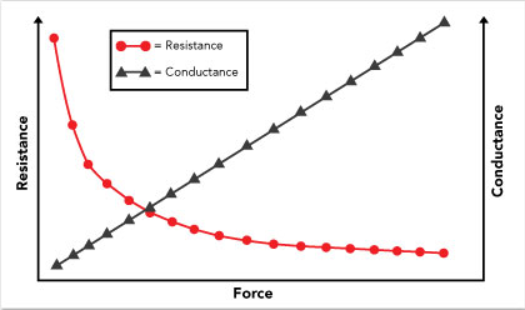 = Resistance
= Conductance
Resistance
Conductance
Force